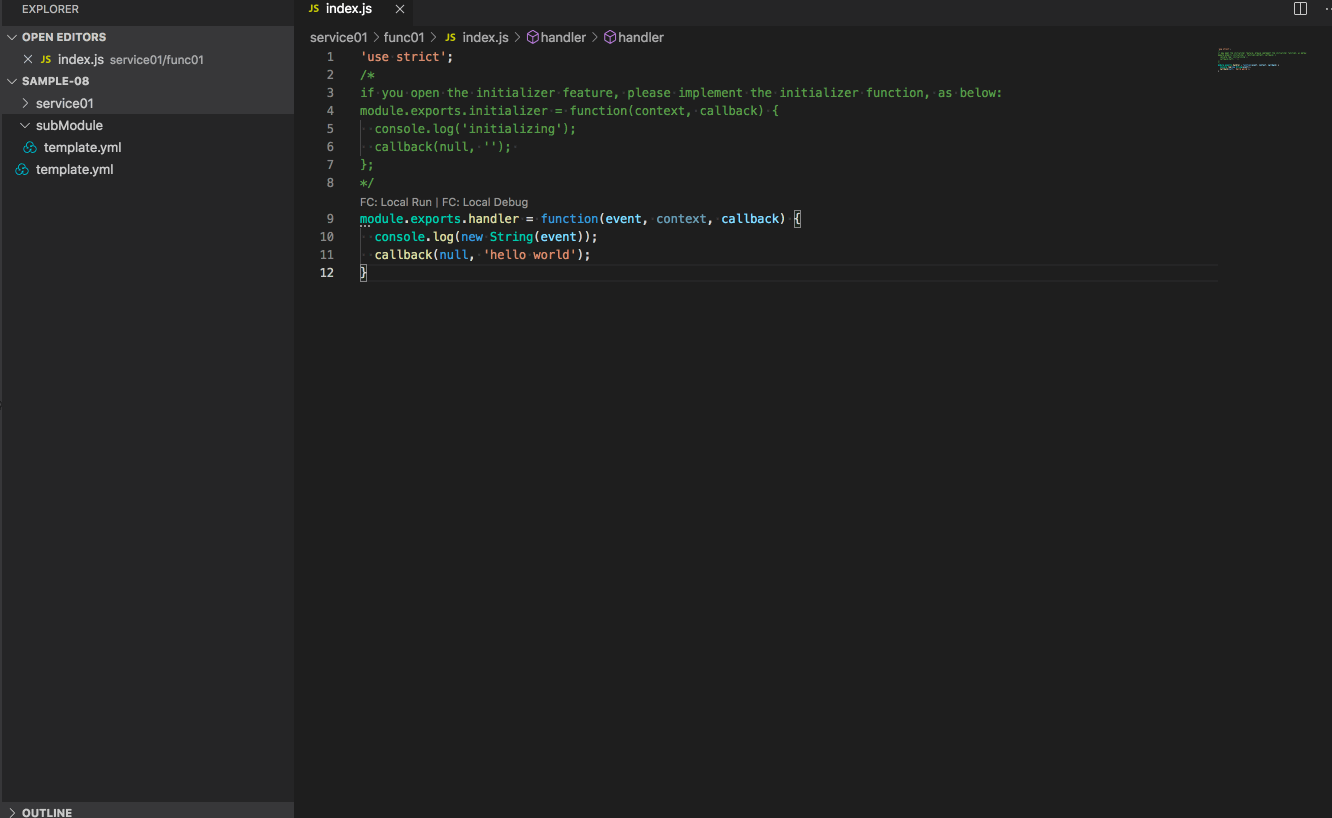 EXPLORER
OPEN EDITORS
JS index.js service01/func01
SAMPLE-08
service01
subModule
template.yml
template.yml
OUTLINE
JS index.js
service01 > func01 > JS index.js > handler > handler
1 'use strict';
2 /*
3 if you open the initializer feature, please implement the initializer function, as below:
4 module.exports.initializer = function(context, callback) {
5   console.log('initializing');
6   callback(null, '');
7 };
8 */
FC: Local Run | FC: Local Debug
9 module.exports.handler = function(event, context, callback) {
10   console.log(new String(event));
11   callback(null, 'hello world');
12 }